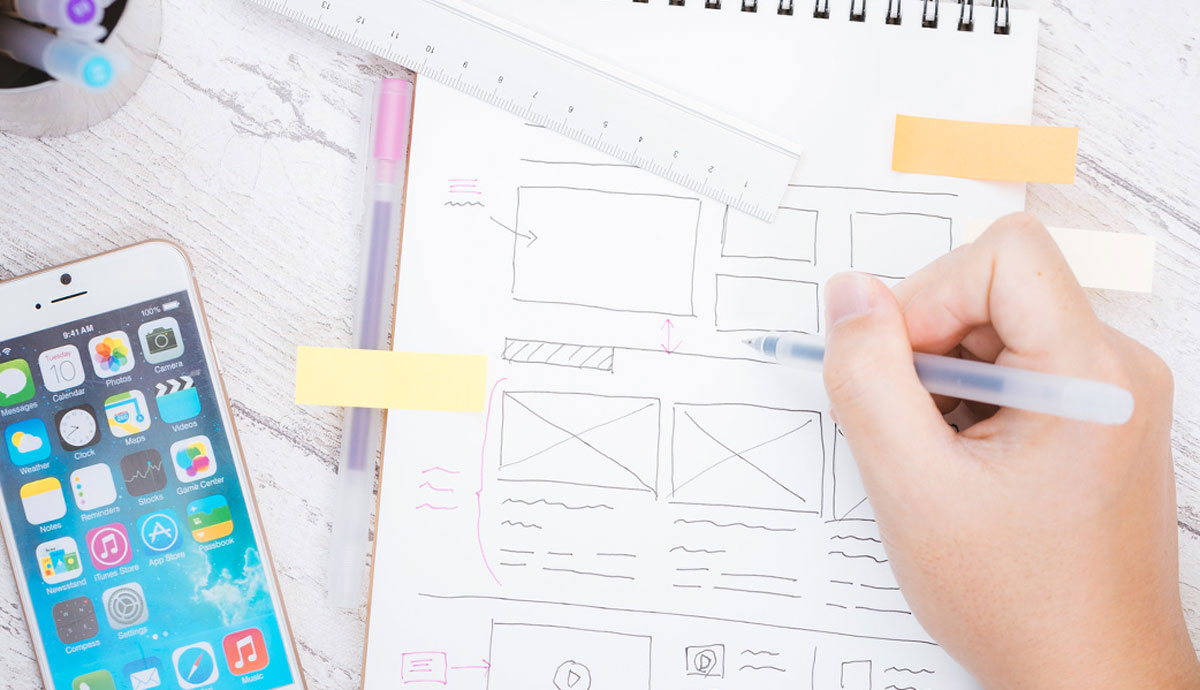 13
12
11
10
9
8
7
6
5
4
3
2
1
9:41 AM
100%
Messages
Tuesday
10
Calendar
Photos
Camera
Weather
Clock
Maps
Videos
Notes
Reminders
Stocks
Game Center
Newsstand
iTunes Store
App Store
Passbook
Compass
Settings
Music